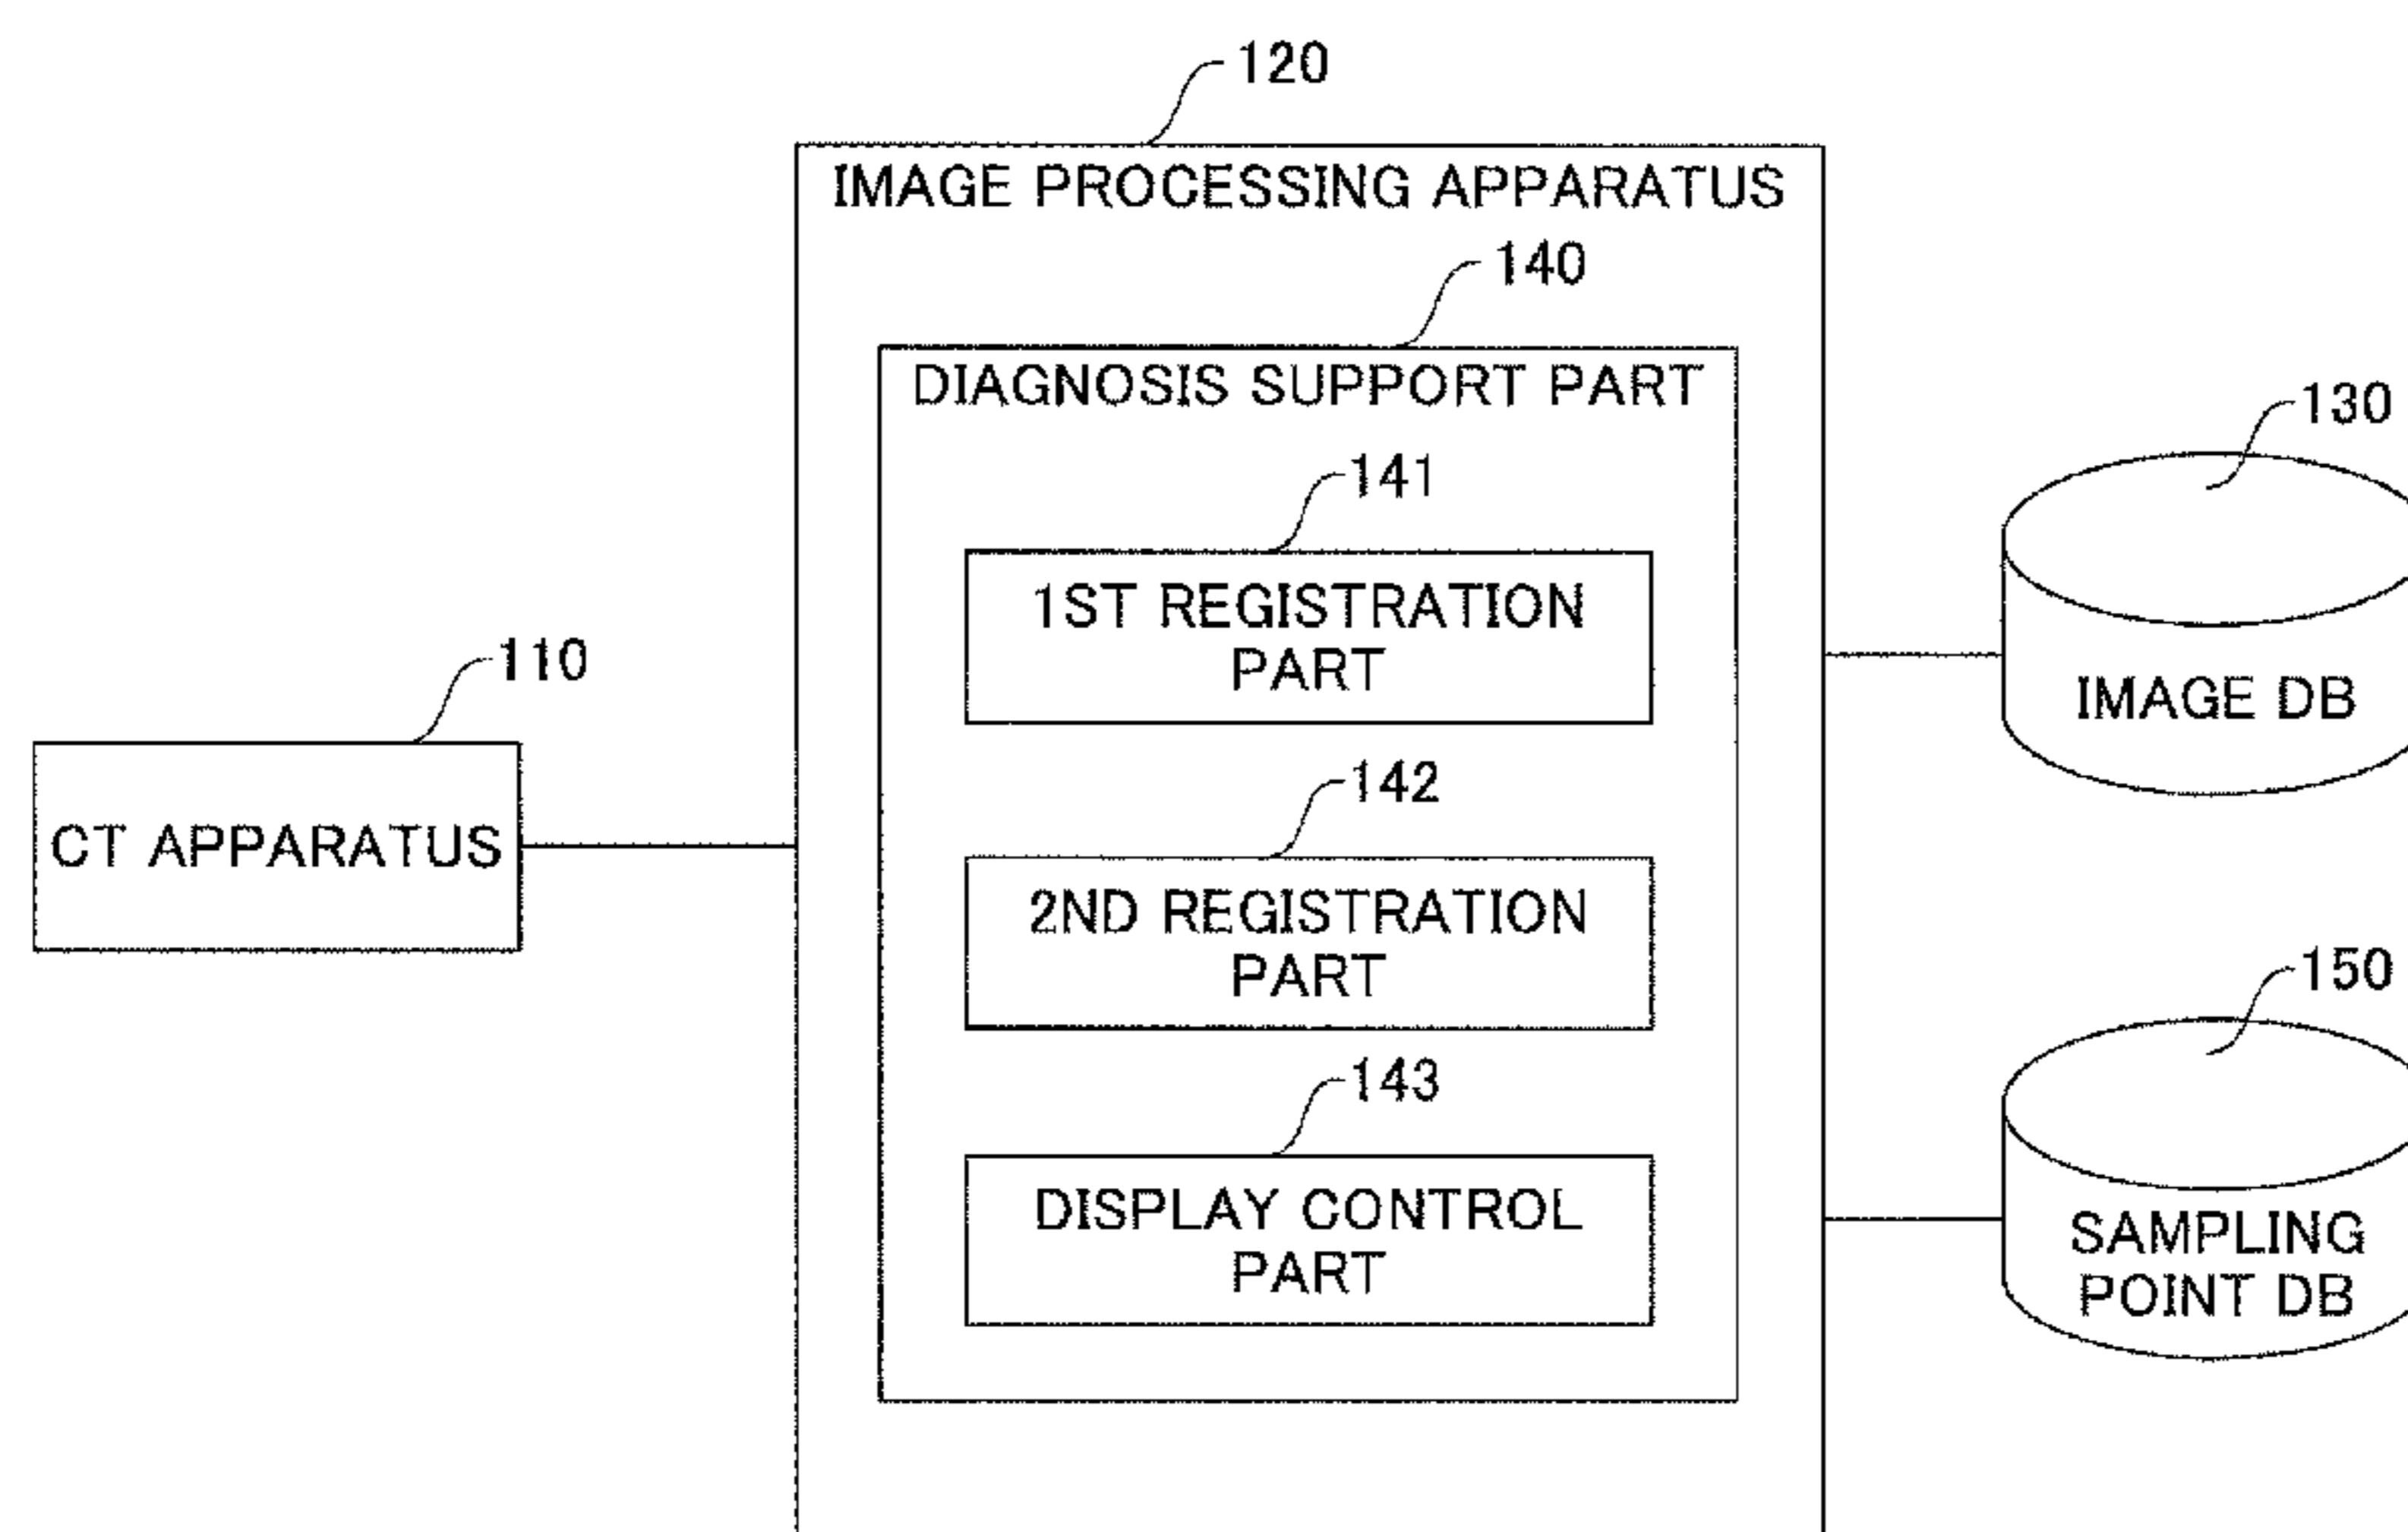 120
IMAGE PROCESSING APPARATUS
140
DIAGNOSIS SUPPORT PART
141
1ST REGISTRATION
PART
142
2ND REGISTRATION
PART
143
DISPLAY CONTROL
PART
110
CT APPARATUS
130
IMAGE DB
150
SAMPLING
POINT DB